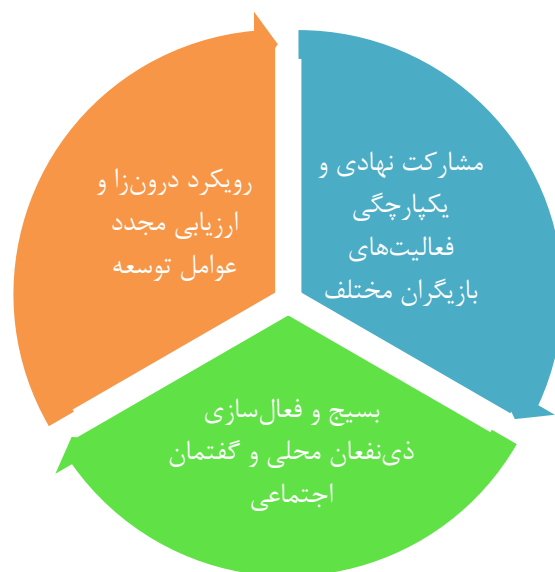 مشارکت نهادی و
یکپارچگی
فعالیت‌های
بازیگران مختلف
رویکرد درون‌زا و
ارزیابی مجدد
عوامل توسعه
بسیج و فعال‌سازی
ذی‌نفعان محلی و گفتمان
اجتماعی